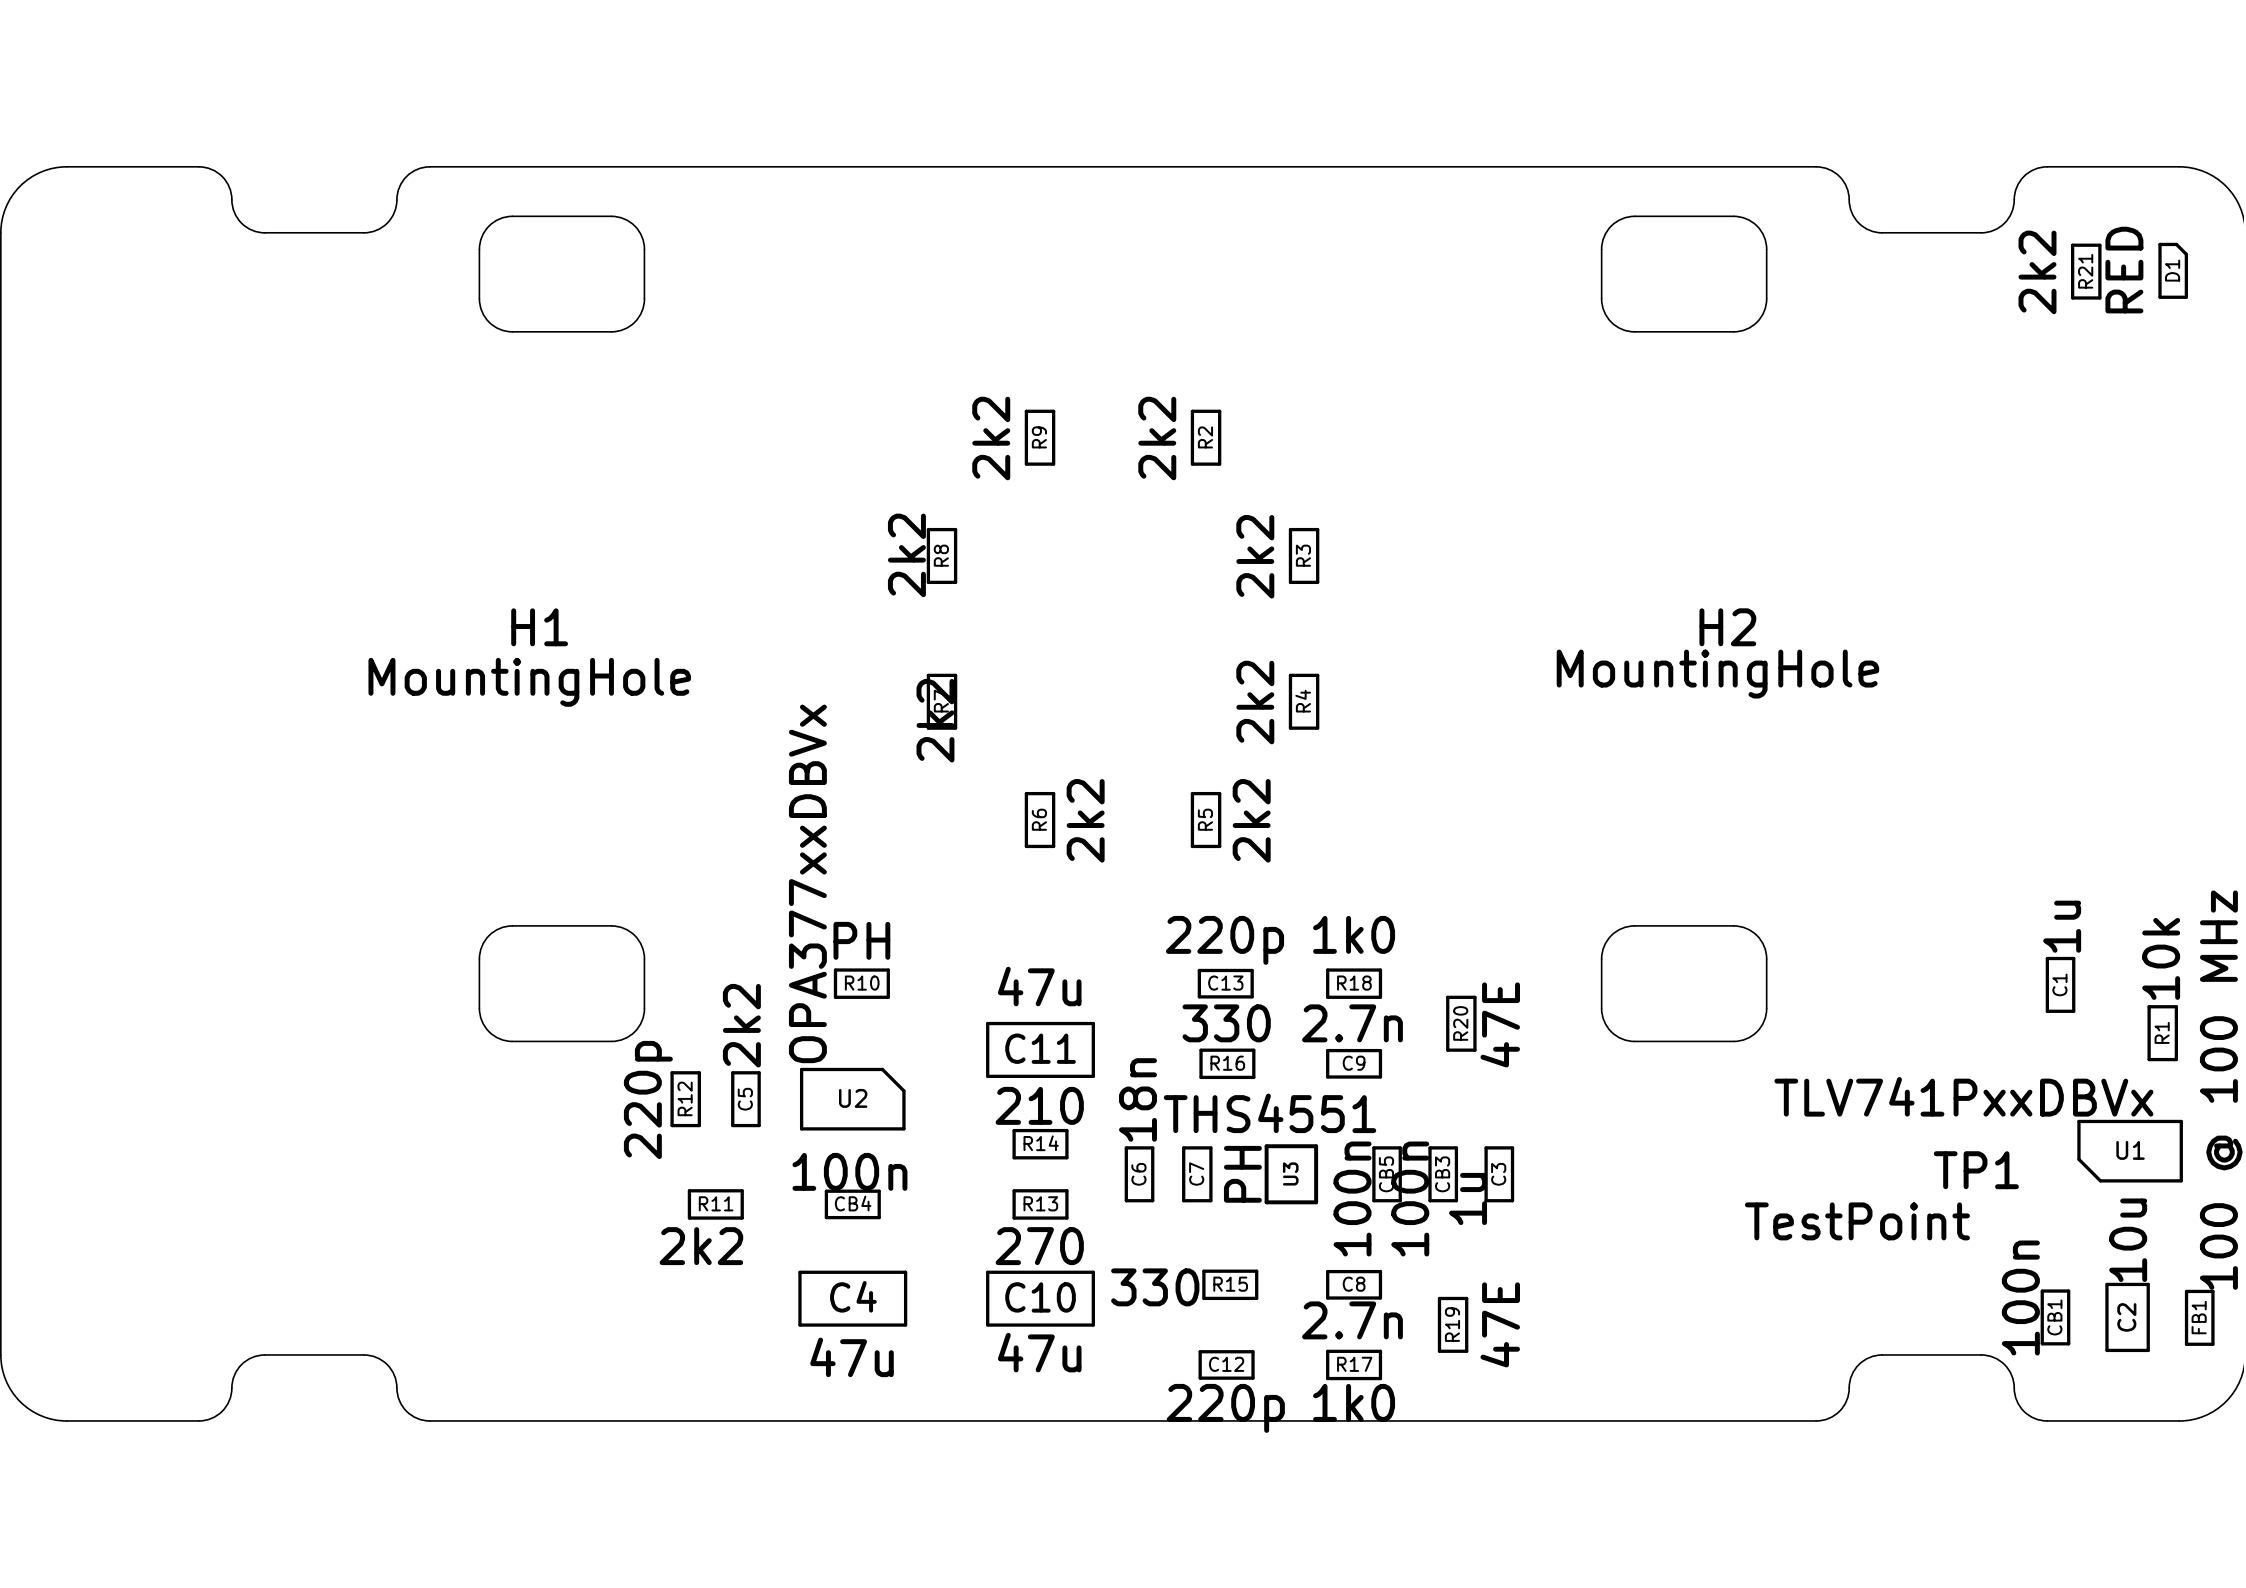 2k2
R21
RED
D1
2k2
R9
2k2
R2
2k2
R8
2k2
R3
H1
MountingHole
H2
MountingHole
R7
2k2
2k2
R4
R6
2k2
R5
2k2
OPA377xxDBVx
PH
R10
220p
C13
1k0
R18
47u
C11
330
R16
2.7n
C9
R20
47E
1u
C1
10k
R1
100 @ 100 MHz
220p
R12
2k2
C5
U2
210
R14
18n
C6
THS4551
C7
PH
U3
100n
CB5
100n
CB3
1u
C3
TLV741PxxDBVx
U1
TP1
TestPoint
R11
2k2
100n
CB4
R13
270
C4
47u
C10
47u
330
R15
C8
2.7n
R19
47E
C12
220p
R17
1k0
100n
CB1
10u
C2
FB1